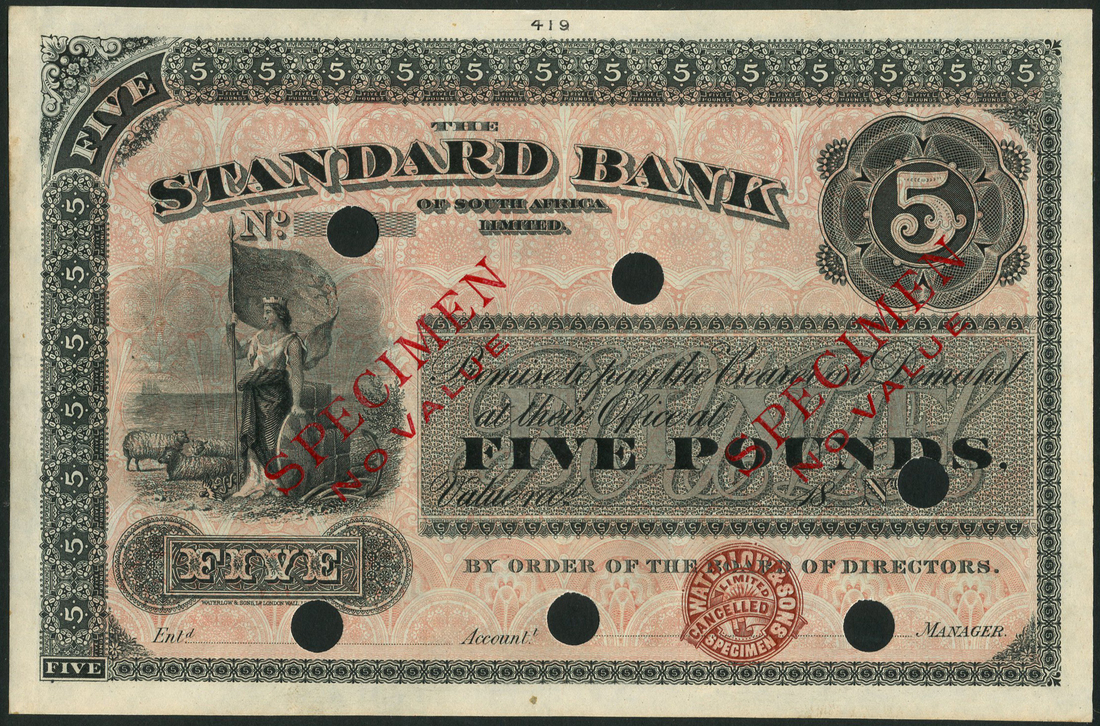 419
FIVE
5 5 5 5 5 5 5 5 5 5 5 5 5
THE
STANDARD BANK
OF SOUTH AFRICA
LIMITED.
Nº.
5
SPECIMEN
NO VALUE
SPECIMEN
NO VALUE
Promise to pay the Bearer on Demand
at their Office at
FIVE POUNDS.
Value recd 18 Nº
FIVE
WATERLOW & SONS, Ld LONDON WALL
BY ORDER OF THE BOARD OF DIRECTORS.
WATERLOW & SONS
LIMITED
CANCELLED
SPECIMEN
Entd Accountt MANAGER.
FIVE